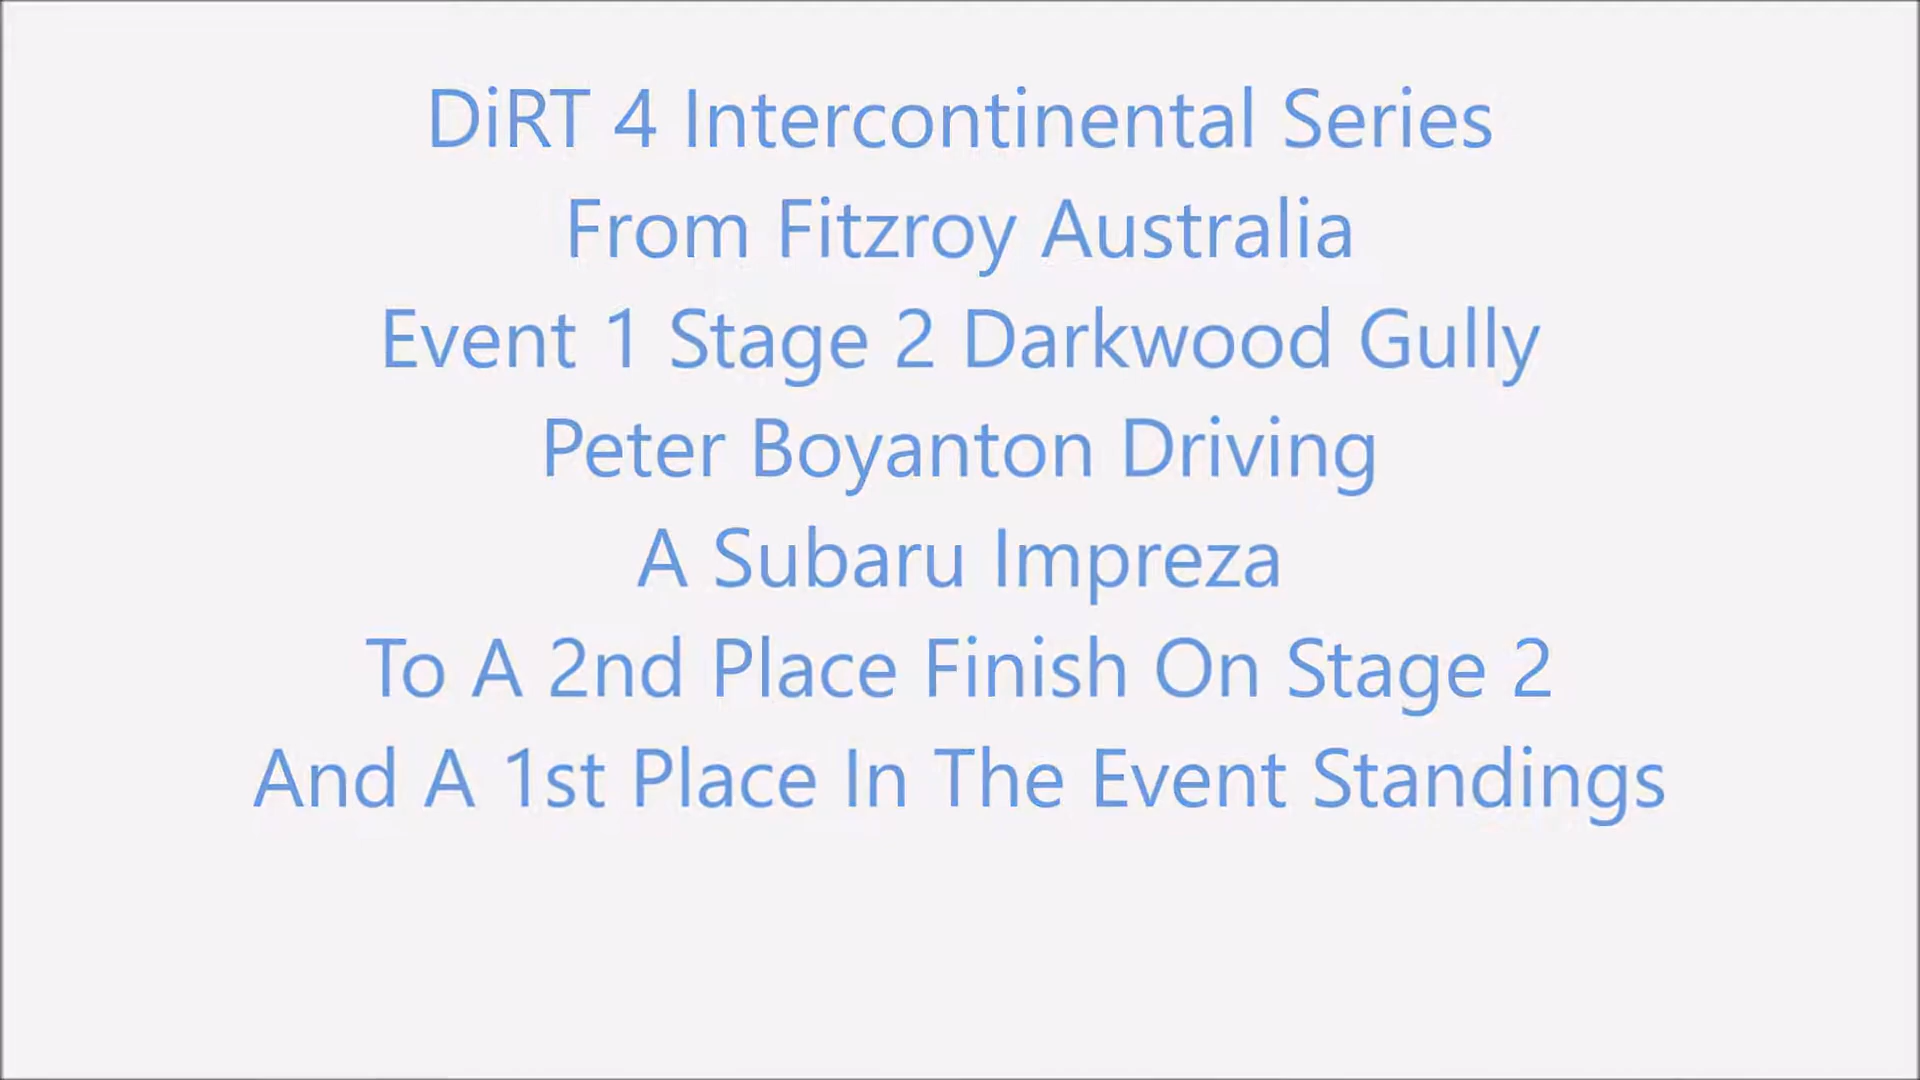 DiRT 4 Intercontinental Series
From Fitzroy Australia
Event 1 Stage 2 Darkwood Gully
Peter Boyanton Driving
A Subaru Impreza
To A 2nd Place Finish On Stage 2
And A 1st Place In The Event Standings